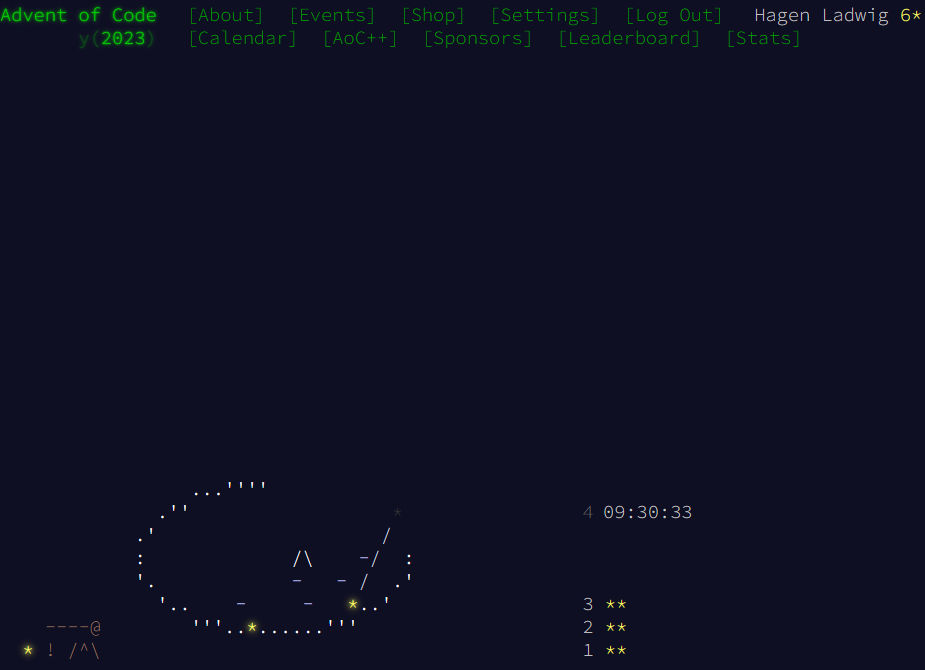 Advent of Code [About] [Events] [Shop] [Settings] [Log Out] Hagen Ladwig 6*
y(2023) [Calendar] [AoC++] [Sponsors] [Leaderboard] [Stats]
...''''
.'' * 4 09:30:33
.' /
: /\ -/ :
'. - - / .'
'.. - - *..' 3 **
----@ '''..*......''' 2 **
* ! /^\ 1 **